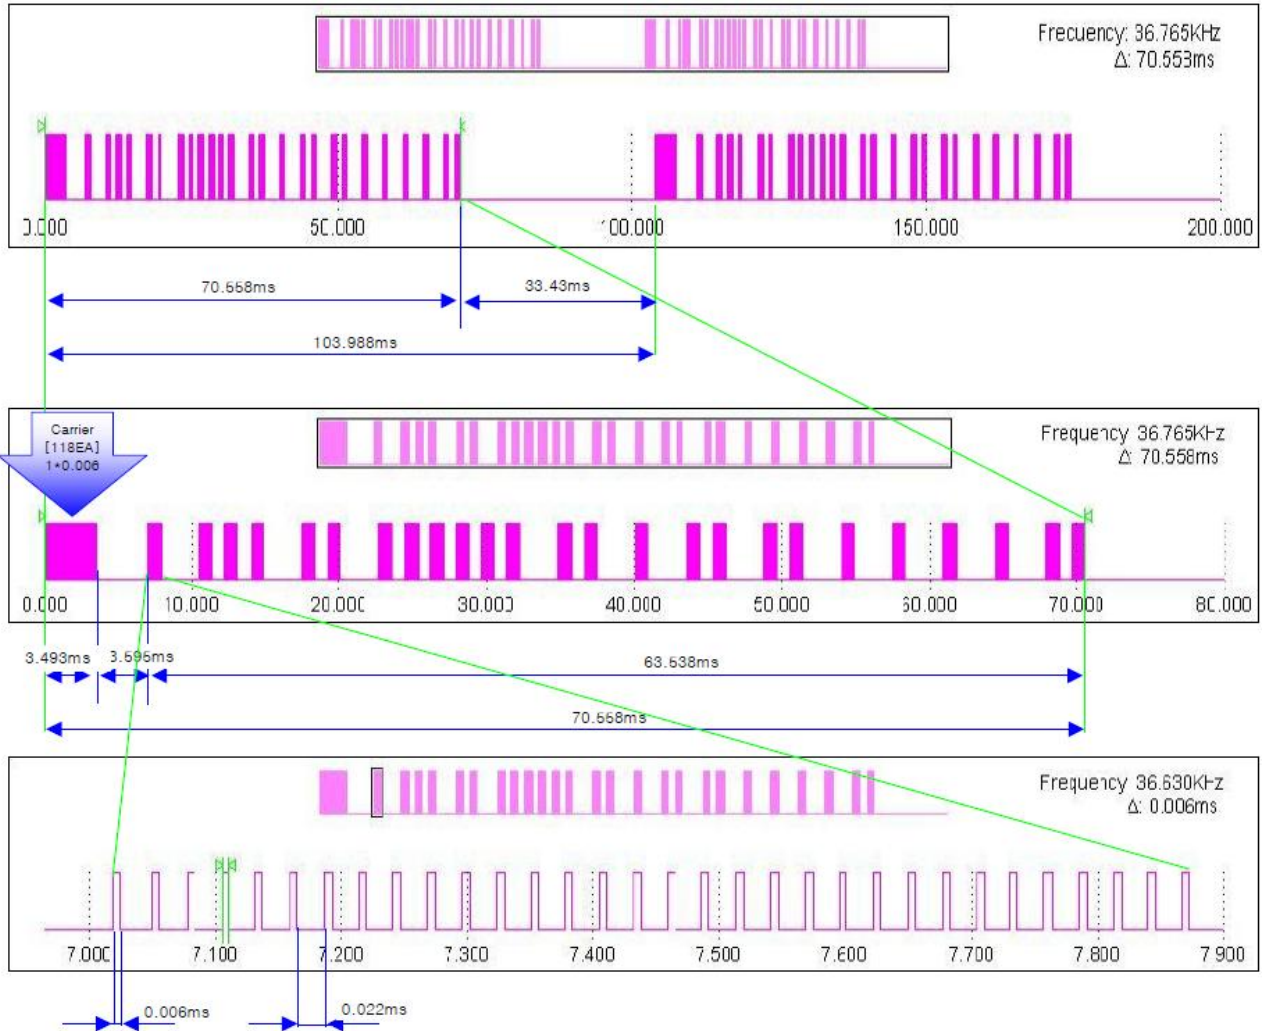 Frecuency: 36.765KHz
Δ: 70.553ms
0.000 50.000 100.000 150.000 200.000
70.558ms 33.43ms
103.988ms
Carrier
[118EA]
1*0.006
Frequency 36.765KHz
Δ: 70.558ms
0.000 10.000 20.000 30.000 40.000 50.000 60.000 70.000 80.000
3.493ms 3.595ms 63.538ms
70.558ms
Frequency 36.630KHz
Δ: 0.006ms
7.000 7.100 7.200 7.300 7.400 7.500 7.600 7.700 7.800 7.900
0.006ms 0.022ms